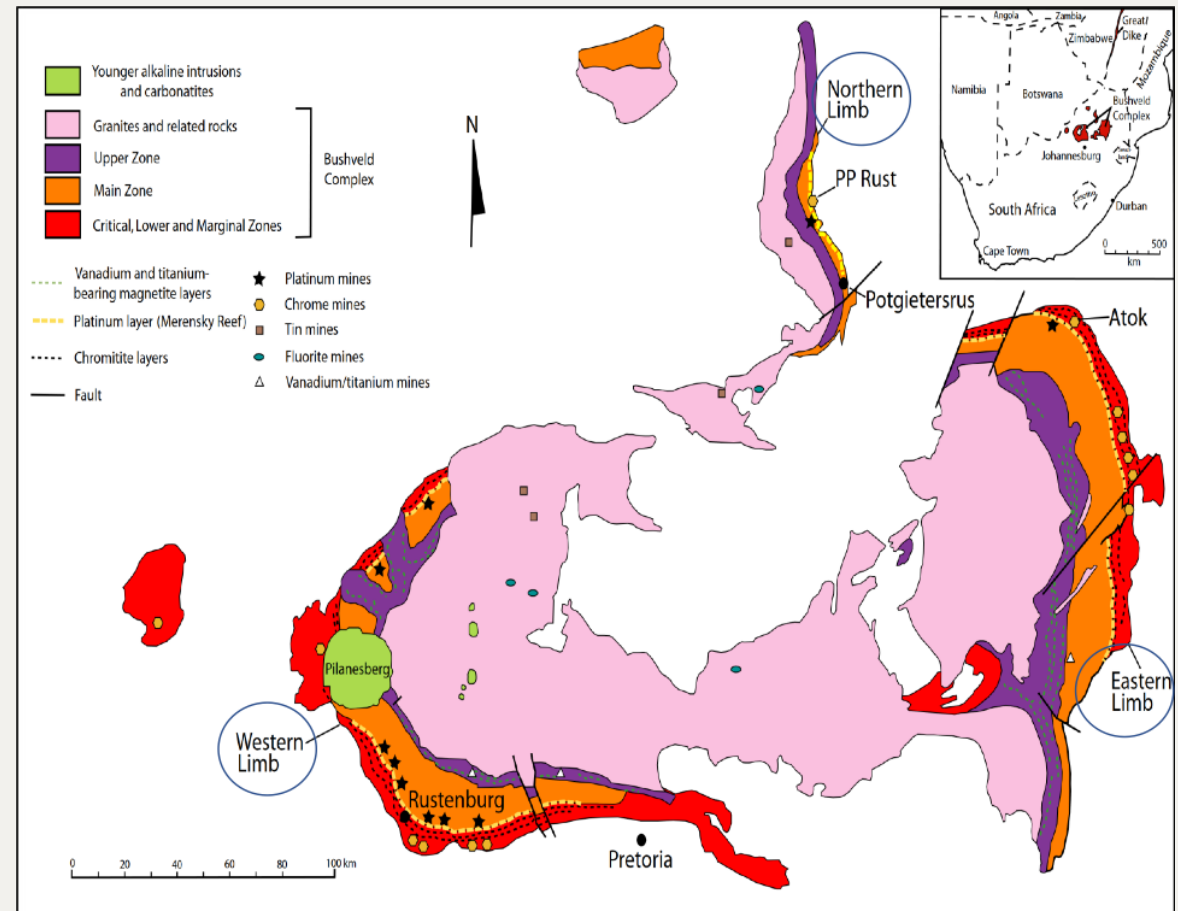 Younger alkaline intrusions
and carbonatites
Granites and related rocks
Upper Zone
Main Zone
Critical, Lower and Marginal Zones
Bushveld
Complex
Vanadium and titanium-
bearing magnetite layers
Platinum layer (Merensky Reef)
Chromitite layers
Fault
Platinum mines
Chrome mines
Tin mines
Fluorite mines
Vanadium/titanium mines
N
Northern
Limb
PP Rust
Potgietersrus
Atok
Eastern
Limb
Pilanesberg
Western
Limb
Rustenburg
Pretoria
0 20 40 60 80 100 km
Angola
Zambia
Great
Dike
Zimbabwe
Mozambique
Namibia
Botswana
Bushveld
Complex
Johannesburg
South Africa
Lesotho
Durban
Cape Town
0 500
km